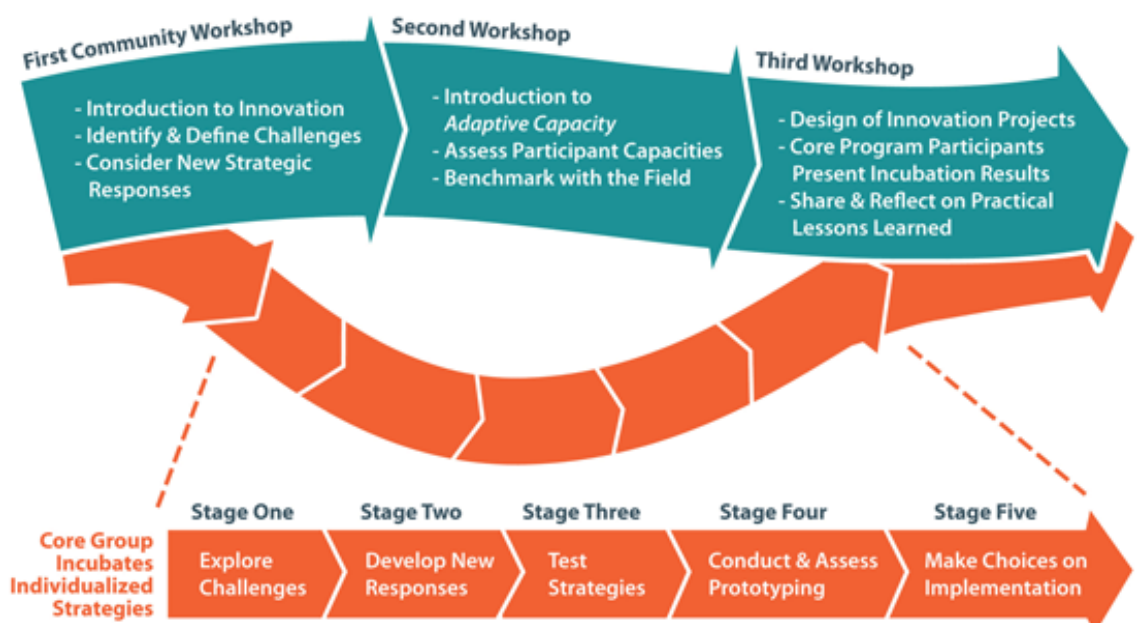 First Community Workshop
- Introduction to Innovation
- Identify & Define Challenges
- Consider New Strategic
Responses
Second Workshop
- Introduction to
Adaptive Capacity
- Assess Participant Capacities
- Benchmark with the Field
Third Workshop
- Design of Innovation Projects
- Core Program Participants
Present Incubation Results
- Share & Reflect on Practical
Lessons Learned
Core Group
Incubates
Individualized
Strategies
Stage One
Explore
Challenges
Stage Two
Develop New
Responses
Stage Three
Test
Strategies
Stage Four
Conduct & Assess
Prototyping
Stage Five
Make Choices on
Implementation